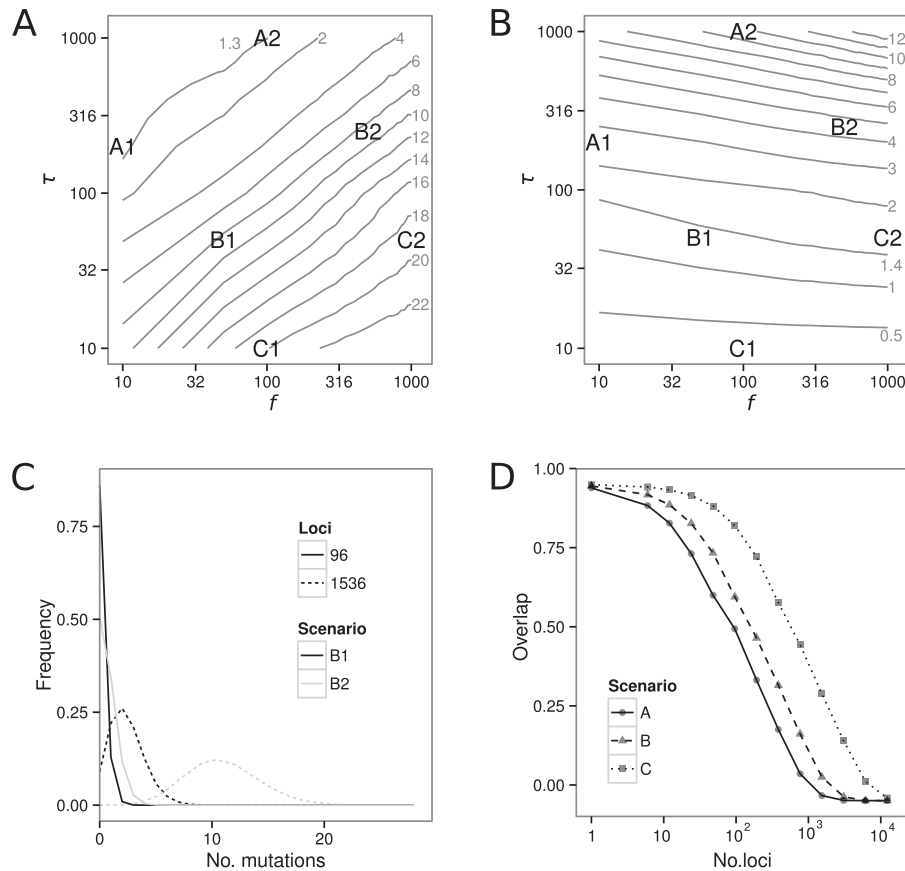 A
1000
316
100
32
10
τ
10
32
100
316
1000
f
1.3
A2
2
4
6
8
10
12
14
16
18
20
22
A1
B2
B1
C2
C1
B
1000
316
100
32
10
τ
10
32
100
316
1000
f
A2
12
10
8
6
4
3
2
1.4
1
0.5
A1
B2
B1
C2
C1
C
Frequency
0.75
0.50
0.25
0.00
0
10
20
No. mutations
Loci
96
1536
Scenario
B1
B2
D
Overlap
1.00
0.75
0.50
0.25
0.00
1
10
10²
10³
10⁴
No.loci
Scenario
A
B
C